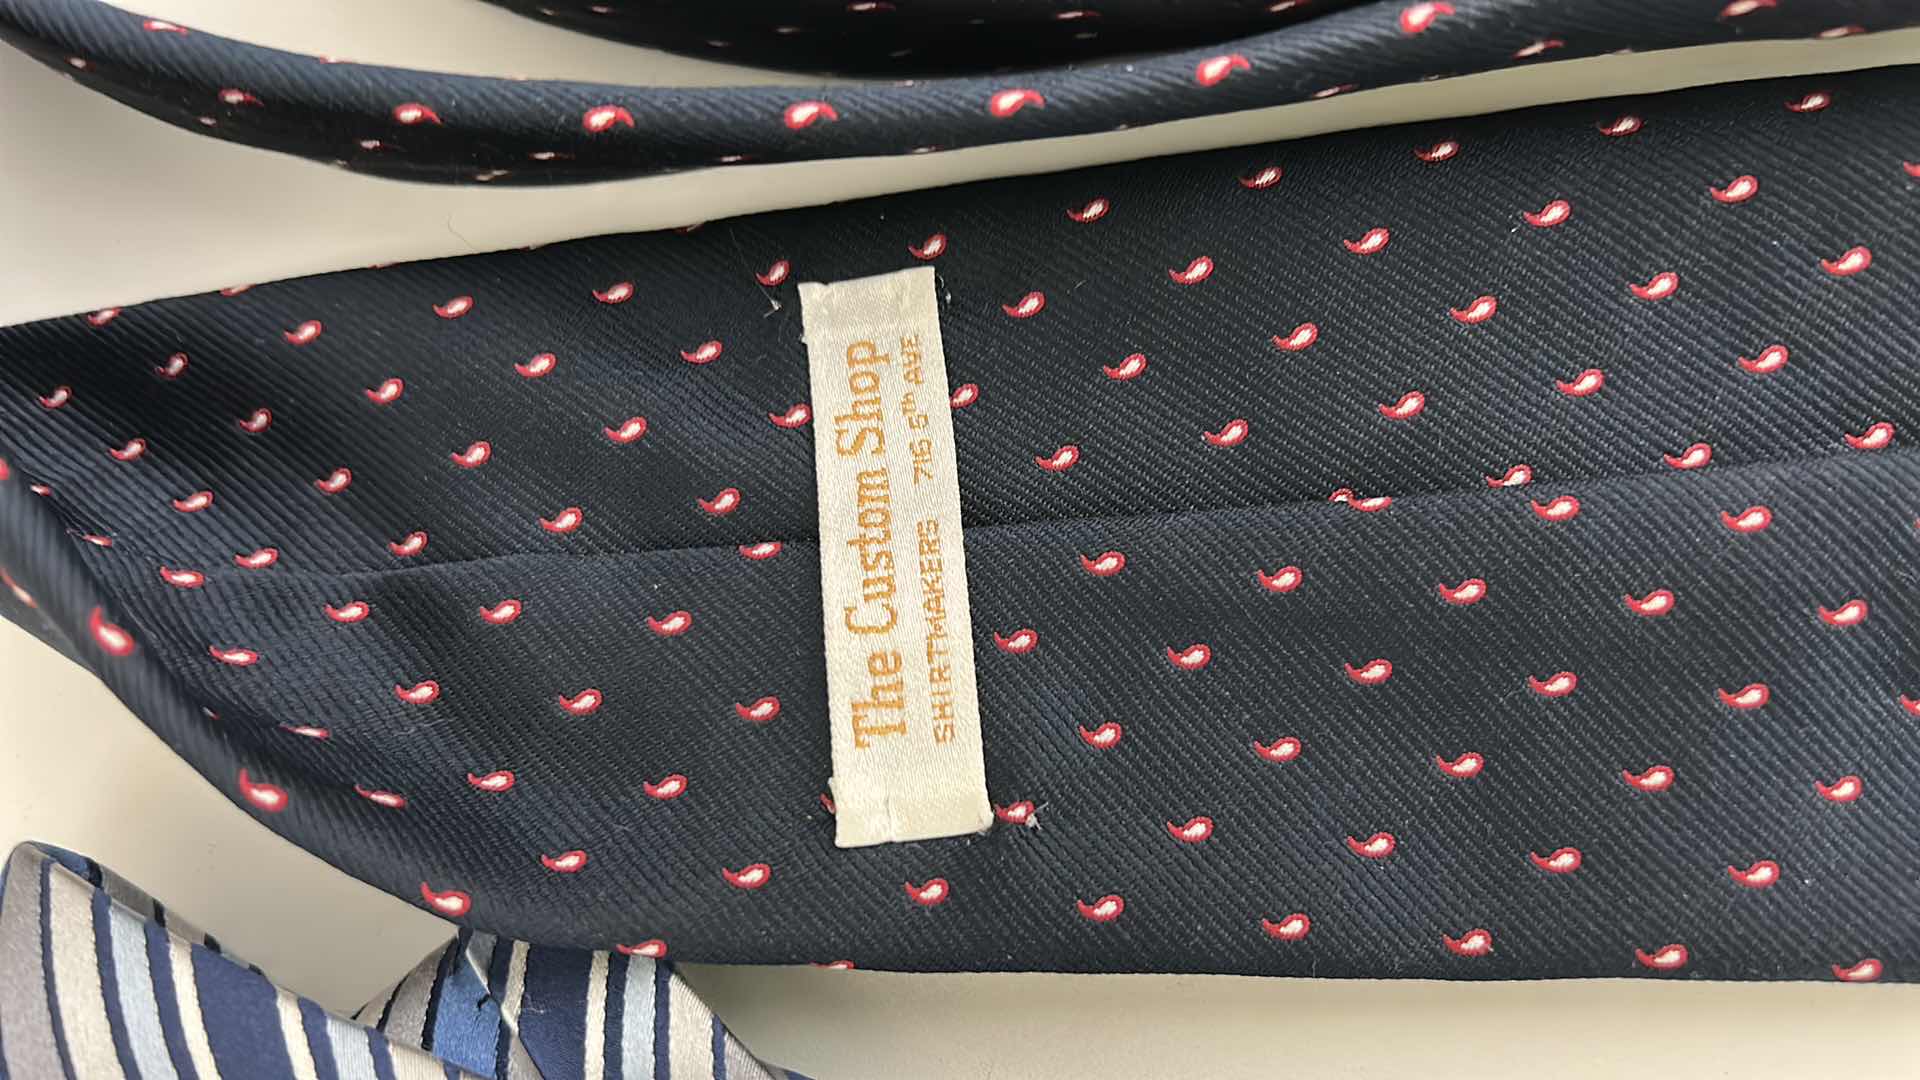 The Custom Shop
SHIRTMAKERS 716 5th AVE